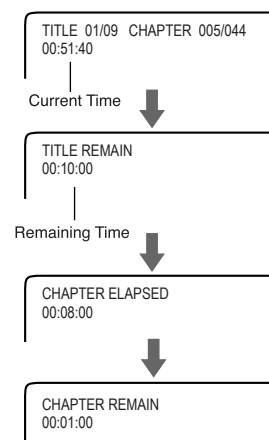 TITLE 01/09 CHAPTER 005/044
00:51:40
Current Time
TITLE REMAIN
00:10:00
Remaining Time
CHAPTER ELAPSED
00:08:00
CHAPTER REMAIN
00:01:00